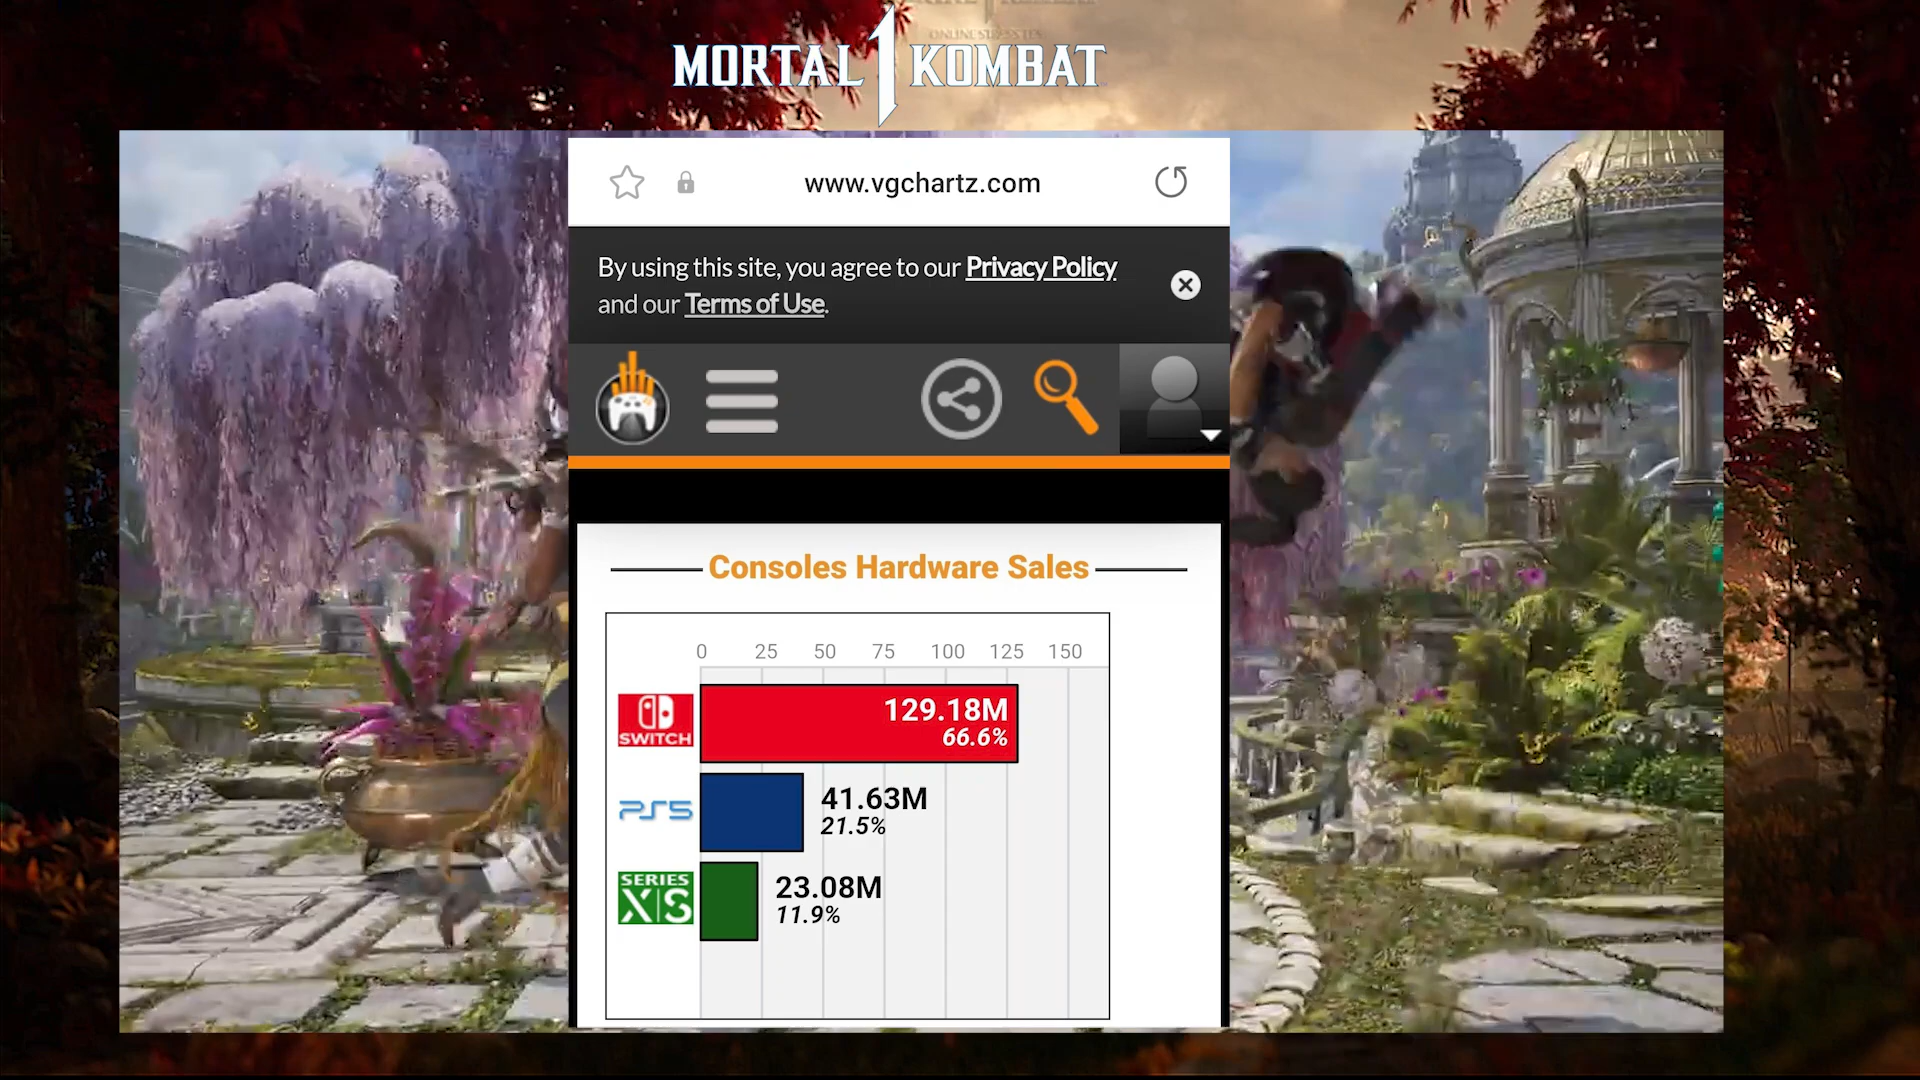 MORTAL 1 KOMBAT
www.vgchartz.com
By using this site, you agree to our Privacy Policy
and our Terms of Use.
Consoles Hardware Sales
0 25 50 75 100 125 150
SWITCH
129.18M
66.6%
PS5
41.63M
21.5%
SERIES
X|S
23.08M
11.9%